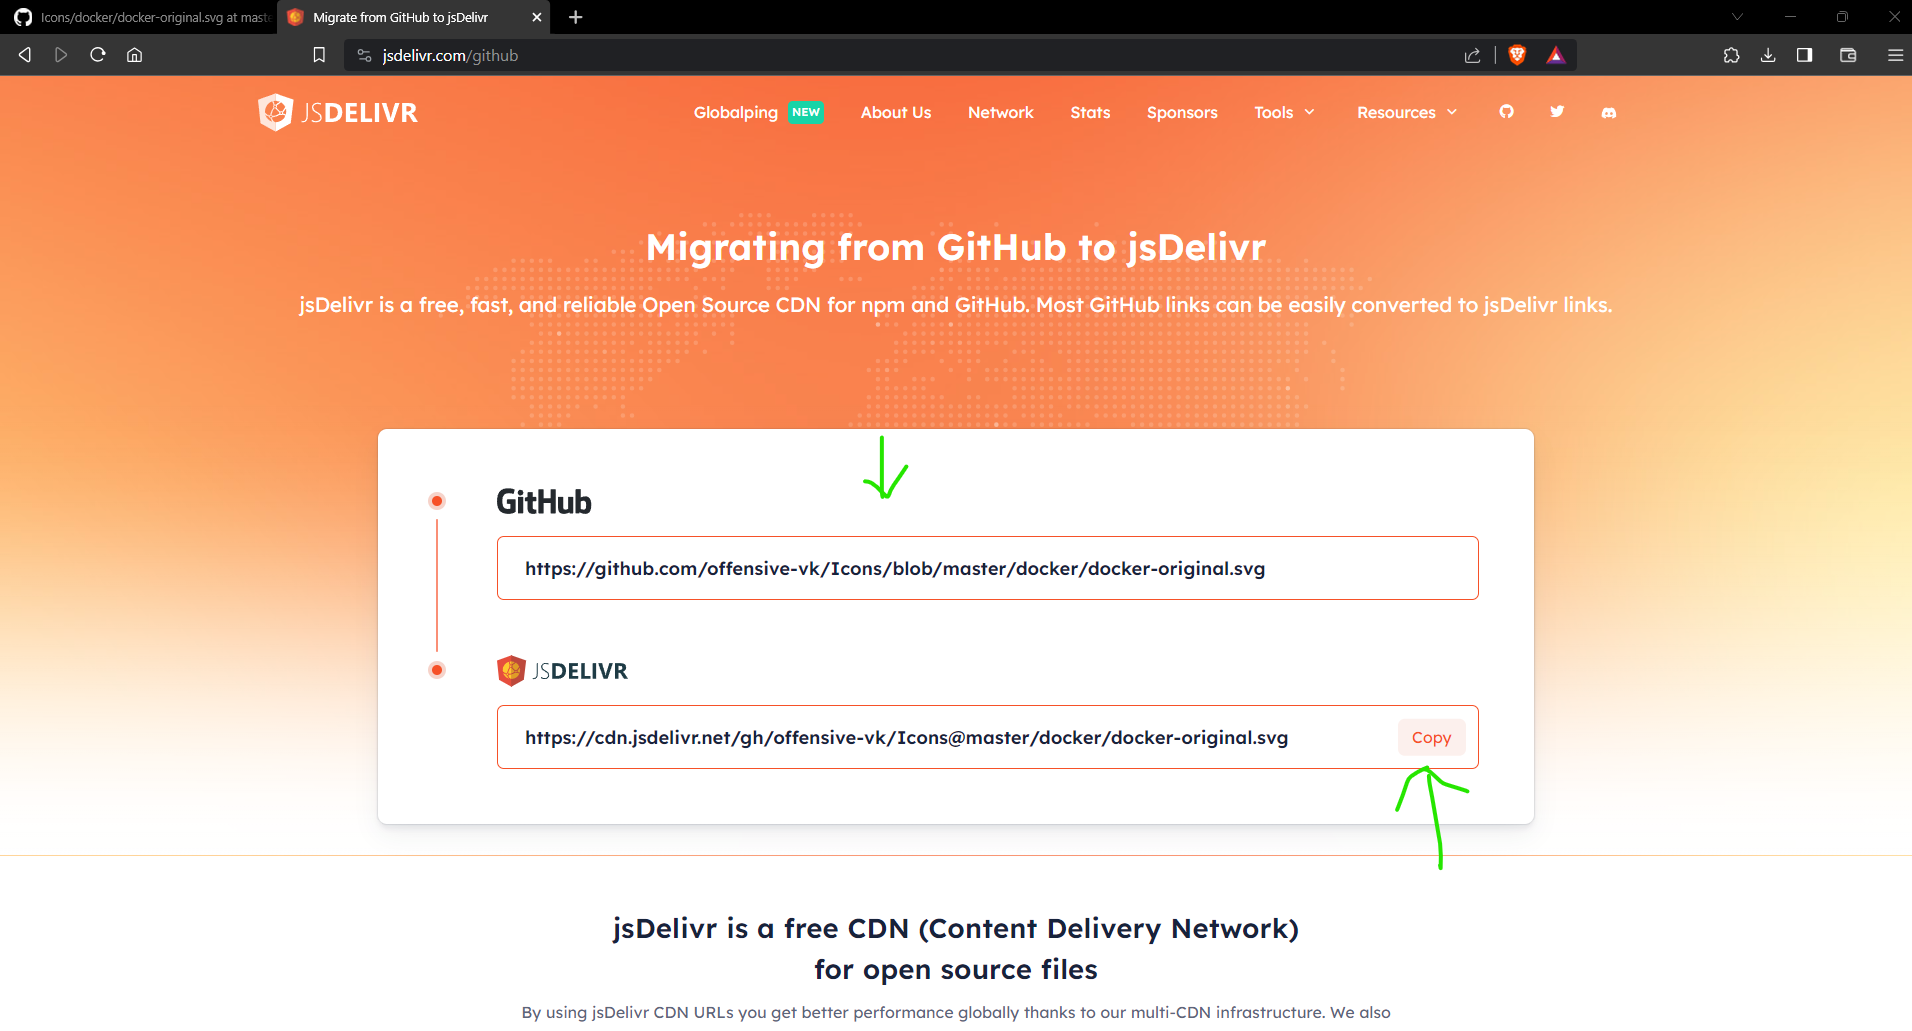 Icons/docker/docker-original.svg at maste
Migrate from GitHub to jsDelivr
jsdelivr.com/github
JSDELIVR
Globalping NEW About Us Network Stats Sponsors Tools Resources
Migrating from GitHub to jsDelivr
jsDelivr is a free, fast, and reliable Open Source CDN for npm and GitHub. Most GitHub links can be easily converted to jsDelivr links.
GitHub
https://github.com/offensive-vk/Icons/blob/master/docker/docker-original.svg
JSDELIVR
https://cdn.jsdelivr.net/gh/offensive-vk/Icons@master/docker/docker-original.svg Copy
jsDelivr is a free CDN (Content Delivery Network)
for open source files
By using jsDelivr CDN URLs you get better performance globally thanks to our multi-CDN infrastructure. We also